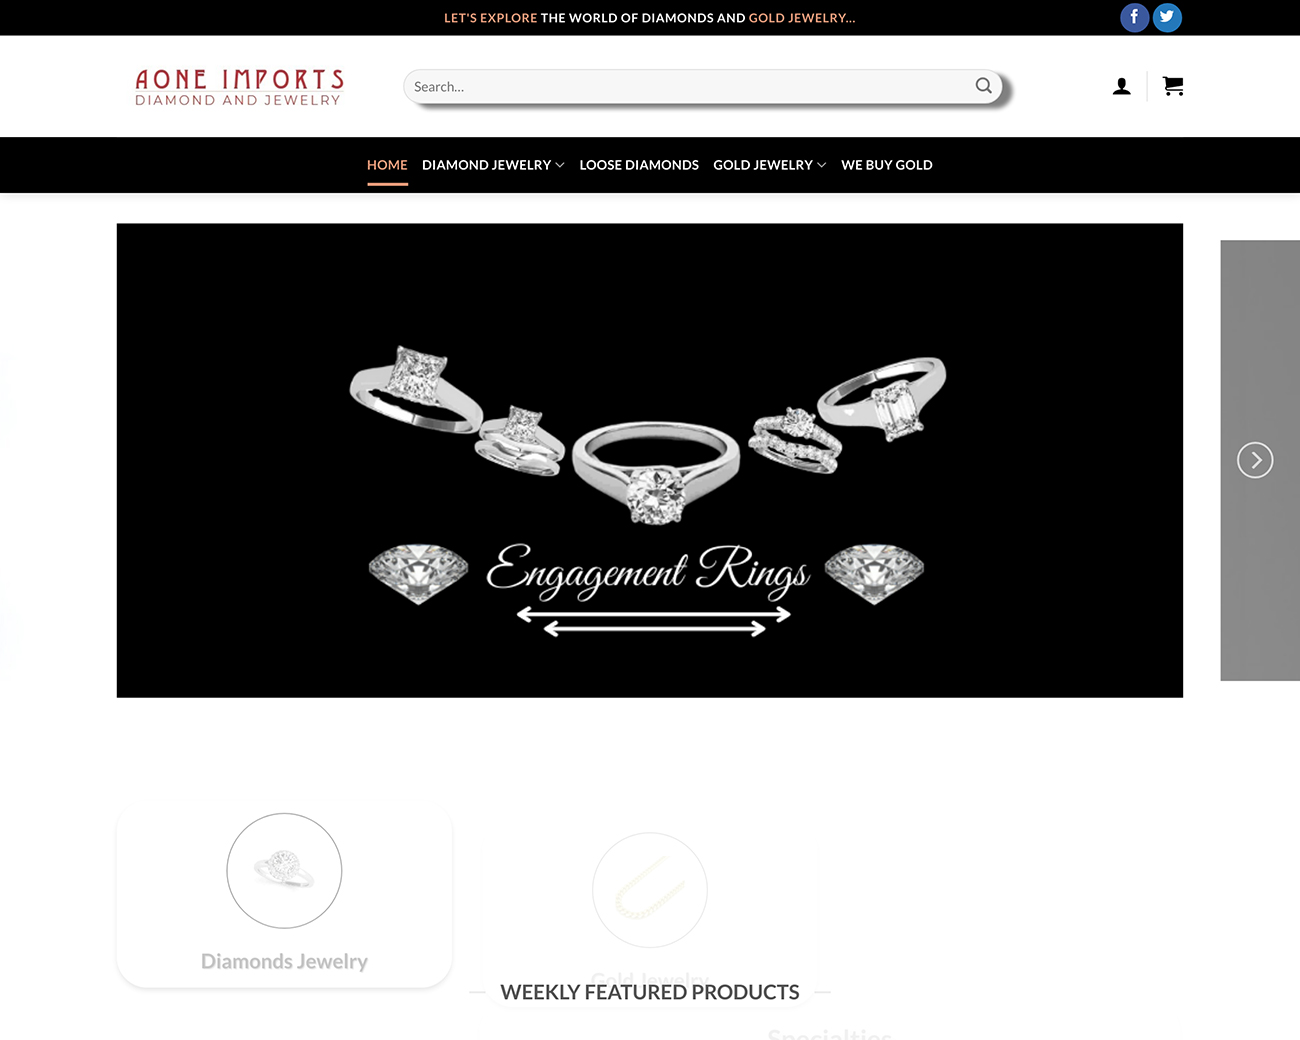 LET'S EXPLORE THE WORLD OF DIAMONDS AND GOLD JEWELRY...
AONE IMPORTS
DIAMOND AND JEWELRY
Search...
HOME DIAMOND JEWELRY LOOSE DIAMONDS GOLD JEWELRY WE BUY GOLD
Engagement Rings
Diamonds Jewelry
Gold Jewelry
WEEKLY FEATURED PRODUCTS
Specialties